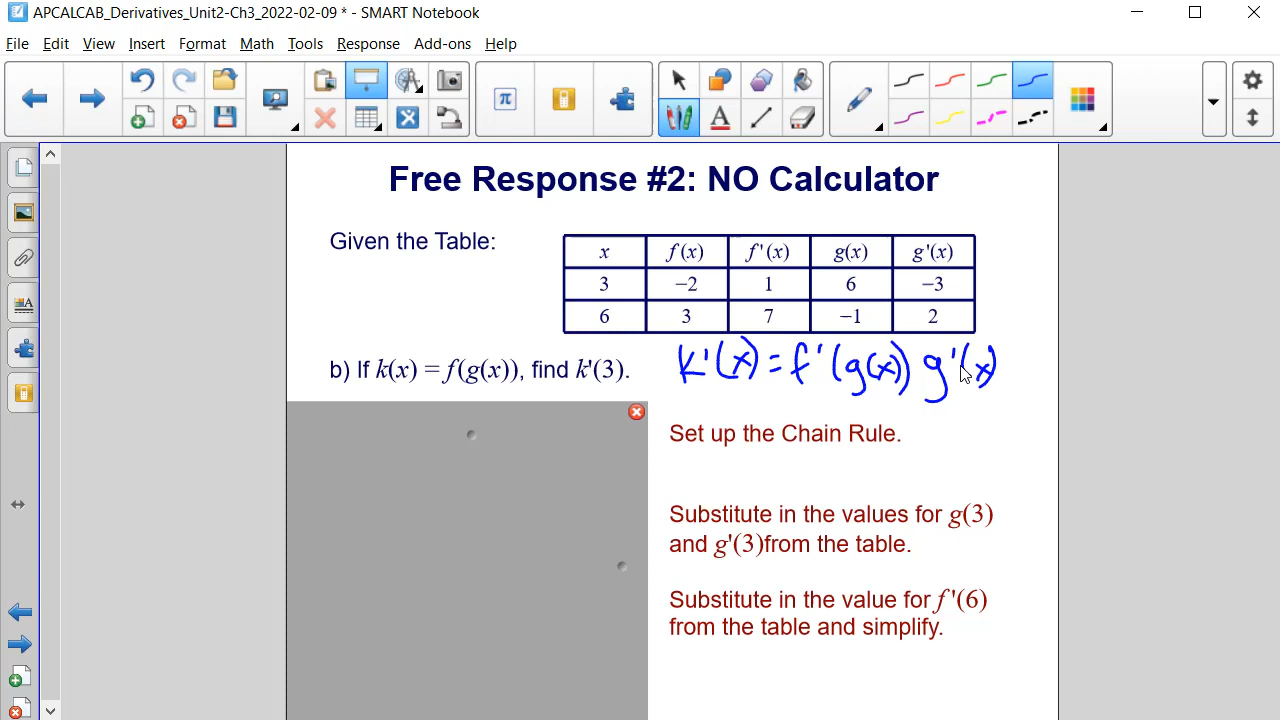 APCALCAB_Derivatives_Unit2-Ch3_2022-02-09 * - SMART Notebook
File Edit View Insert Format Math Tools Response Add-ons Help
Free Response #2: NO Calculator
Given the Table:
x f(x) f'(x) g(x) g'(x)
3 −2 1 6 −3
6 3 7 −1 2
b) If k(x) = f(g(x)), find k'(3).
k'(x) = f'(g(x)) g'(x)
Set up the Chain Rule.
Substitute in the values for g(3)
and g'(3)from the table.
Substitute in the value for f'(6)
from the table and simplify.